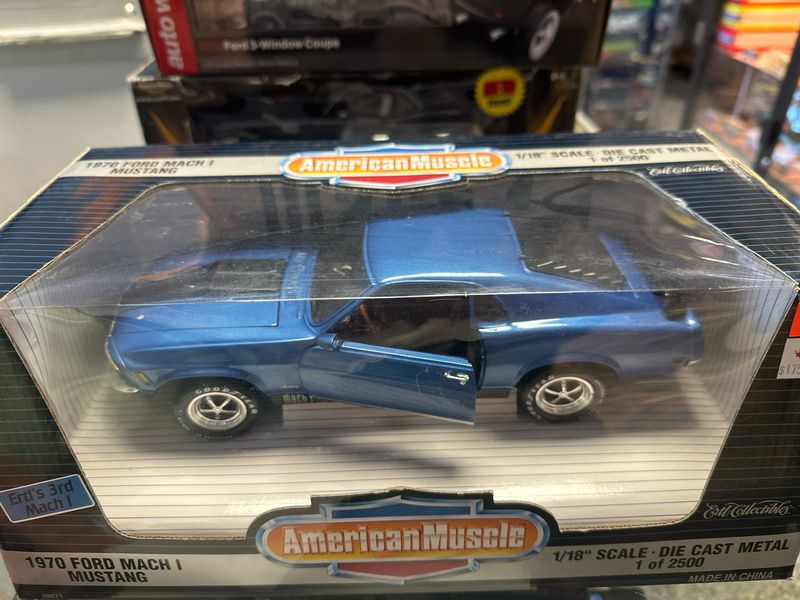 auto w
Ford 3-Window Coupe
1970 FORD MACH I
MUSTANG
AmericanMuscle
1/18" SCALE · DIE CAST METAL
1 of 2500
Ertl Collectibles
GOODYEAR
mach I
$175
Ertl's 3rd
Mach I
AmericanMuscle
Ertl Collectibles
1970 FORD MACH I
MUSTANG
1/18" SCALE · DIE CAST METAL
1 of 2500
MADE IN CHINA